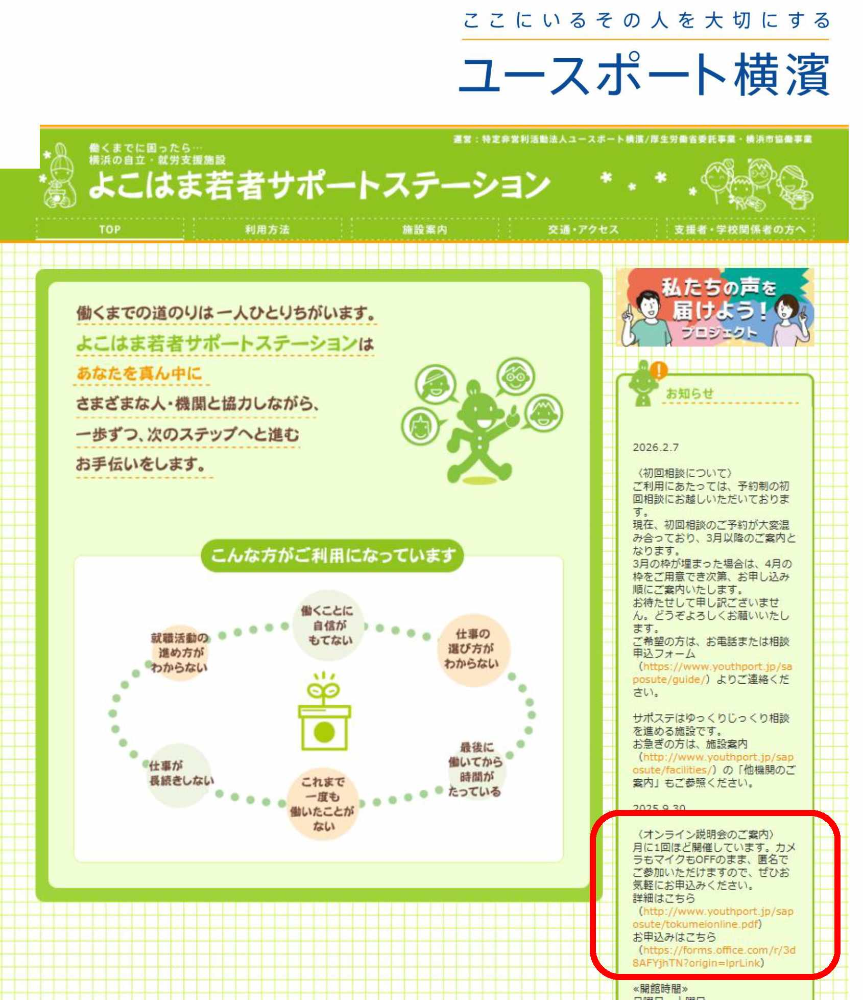 ここにいるその人を大切にする
ユースポート横濱
運営：特定非営利活動法人ユースポート横濱/厚生労働省委託事業・横浜市協働事業
働くまでに困ったら…
横浜の自立・就労支援施設
よこはま若者サポートステーション
TOP
利用方法
施設案内
交通・アクセス
支援者・学校関係者の方へ
働くまでの道のりは一人ひとりちがいます。
よこはま若者サポートステーションは
あなたを真ん中に
さまざまな人・機関と協力しながら、
一歩ずつ、次のステップへと進む
お手伝いをします。
こんな方がご利用になっています
働くことに
自信が
もてない
仕事の
選び方が
わからない
就職活動の
進め方が
わからない
最後に
働いてから
時間が
たっている
これまで
一度も
働いたことが
ない
仕事が
長続きしない
私たちの声を
届けよう！
プロジェクト
お知らせ
2026.2.7
〈初回相談について〉
ご利用にあたっては、予約制の初
回相談にお越しいただいておりま
す。
現在、初回相談のご予約が大変混
み合っており、3月以降のご案内と
なります。
3月の枠が埋まった場合は、4月の
枠をご用意でき次第、お申し込み
順にご案内いたします。
お待たせして申し訳ございませ
ん。どうぞよろしくお願いいたし
ます。
ご希望の方は、お電話または相談
申込フォーム
（https://www.youthport.jp/sa
posute/guide/）よりご連絡くだ
さい。
サポステはゆっくりじっくり相談
を進める施設です。
お急ぎの方は、施設案内
（http://www.youthport.jp/sap
osute/facilities/）の「他機関のご
案内」もご参照ください。
2025.9.30
〈オンライン説明会のご案内〉
月に1回ほど開催しています。カメ
ラもマイクもOFFのまま、匿名で
ご参加いただけますので、ぜひお
気軽にお申込みください。
詳細はこちら
（http://www.youthport.jp/sap
osute/tokumeionline.pdf）
お申込みはこちら
（https://forms.office.com/r/3d
8AFYjhTN?origin=lprLink）
≪開館時間≫